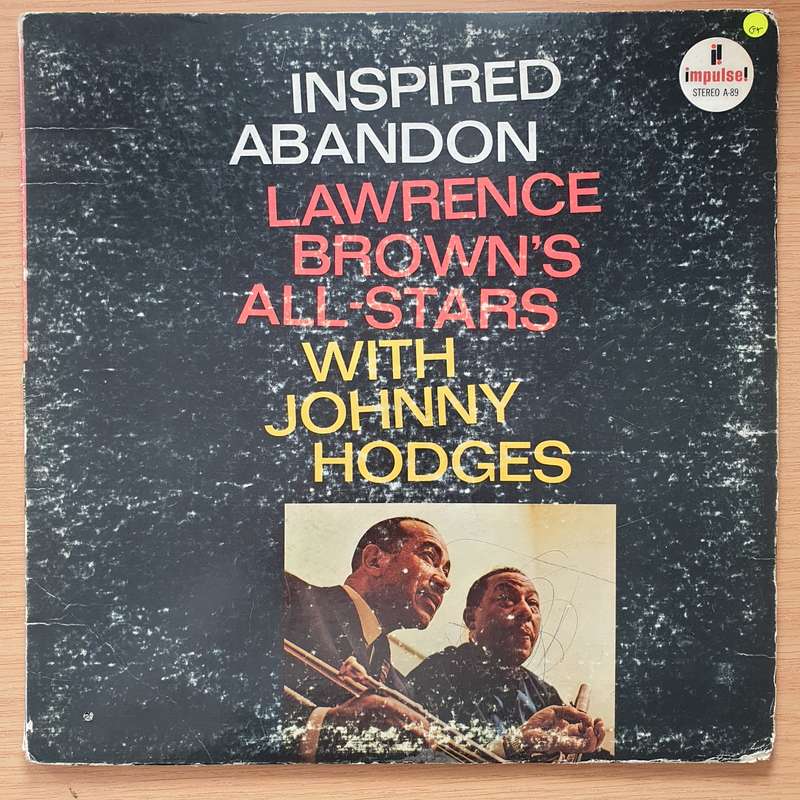 INSPIRED
ABANDON
LAWRENCE
BROWN'S
ALL-STARS
WITH
JOHNNY
HODGES
impulse!
STEREO A-89
G+